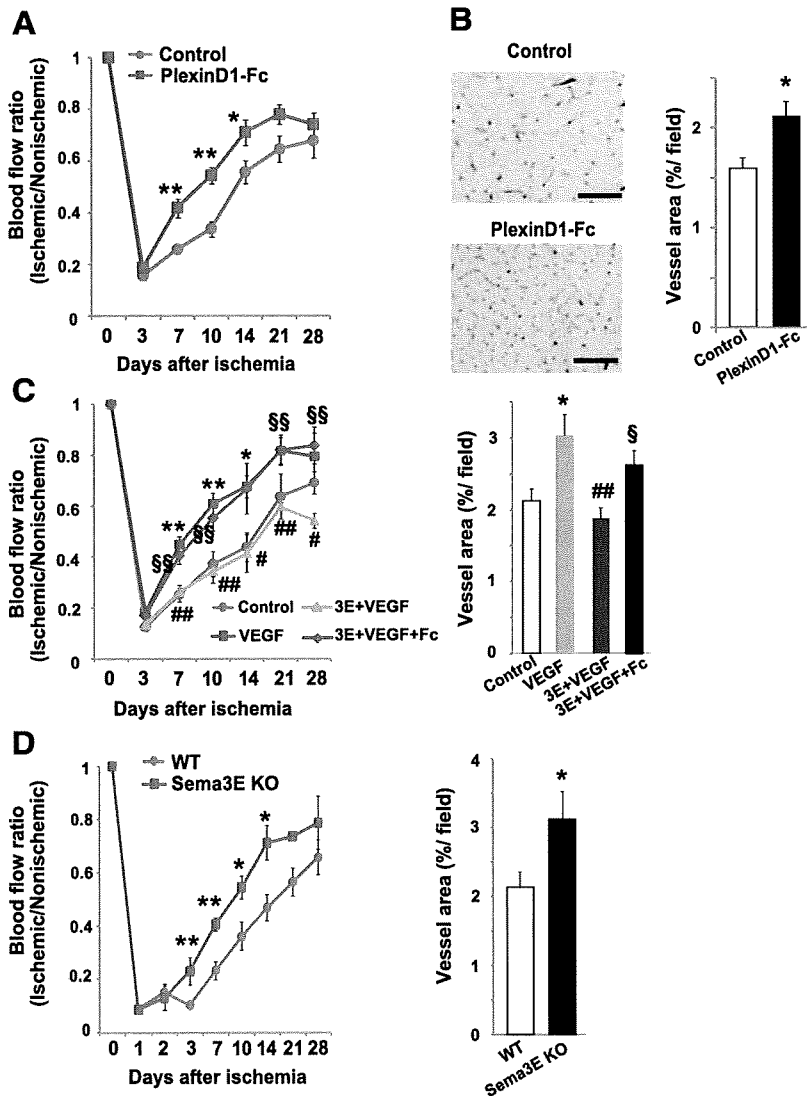 A
Control
PlexinD1-Fc
Blood flow ratio
(Ischemic/Nonischemic)
1
0.8
0.6
0.4
0.2
0
**
**
*
0 3 7 10 14 21 28
Days after ischemia
B
Control
PlexinD1-Fc
Vessel area (%/ field)
2
1
0
*
Control
PlexinD1-Fc
C
Blood flow ratio
(Ischemic/Nonischemic)
1
0.8
0.6
0.4
0.2
0
§§ §§
** *
**
§§ §§
## ## # ## #
Control
3E+VEGF
VEGF
3E+VEGF+Fc
0 3 7 10 14 21 28
Days after ischemia
Vessel area (%/ field)
3
2
1
0
*
##
§
Control
VEGF
3E+VEGF
3E+VEGF+Fc
D
WT
Sema3E KO
Blood flow ratio
(Ischemic/Nonischemic)
1
0.8
0.6
0.4
0.2
0
**
**
*
*
0 1 2 3 7 10 14 21 28
Days after ischemia
Vessel area (%/ field)
4
3
2
1
0
*
WT
Sema3E KO